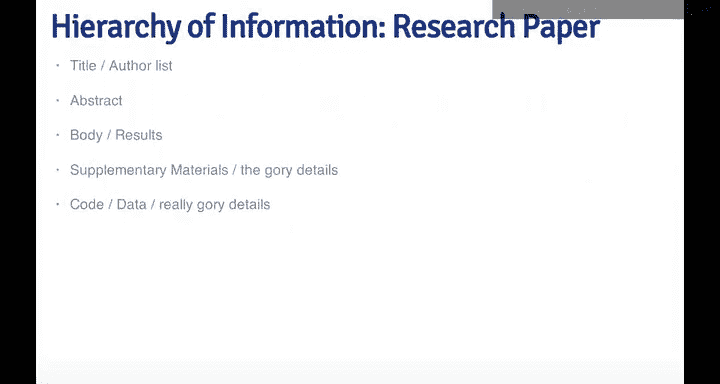 Hierarchy of Information: Research Paper
· Title / Author list
· Abstract
· Body / Results
· Supplementary Materials / the gory details
· Code / Data / really gory details